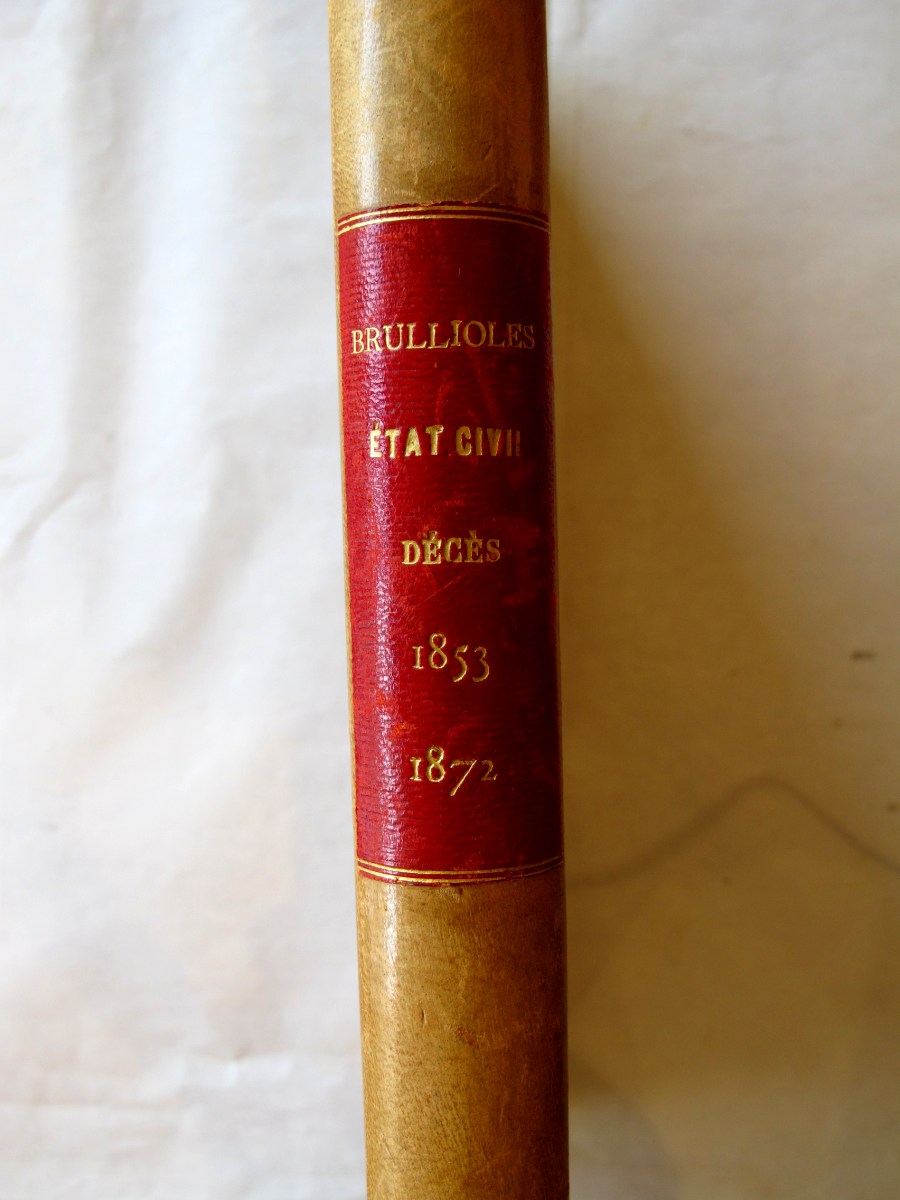 BRULLIOLES
ÉTAT CIVIL
DÉCÈS
1853
1872